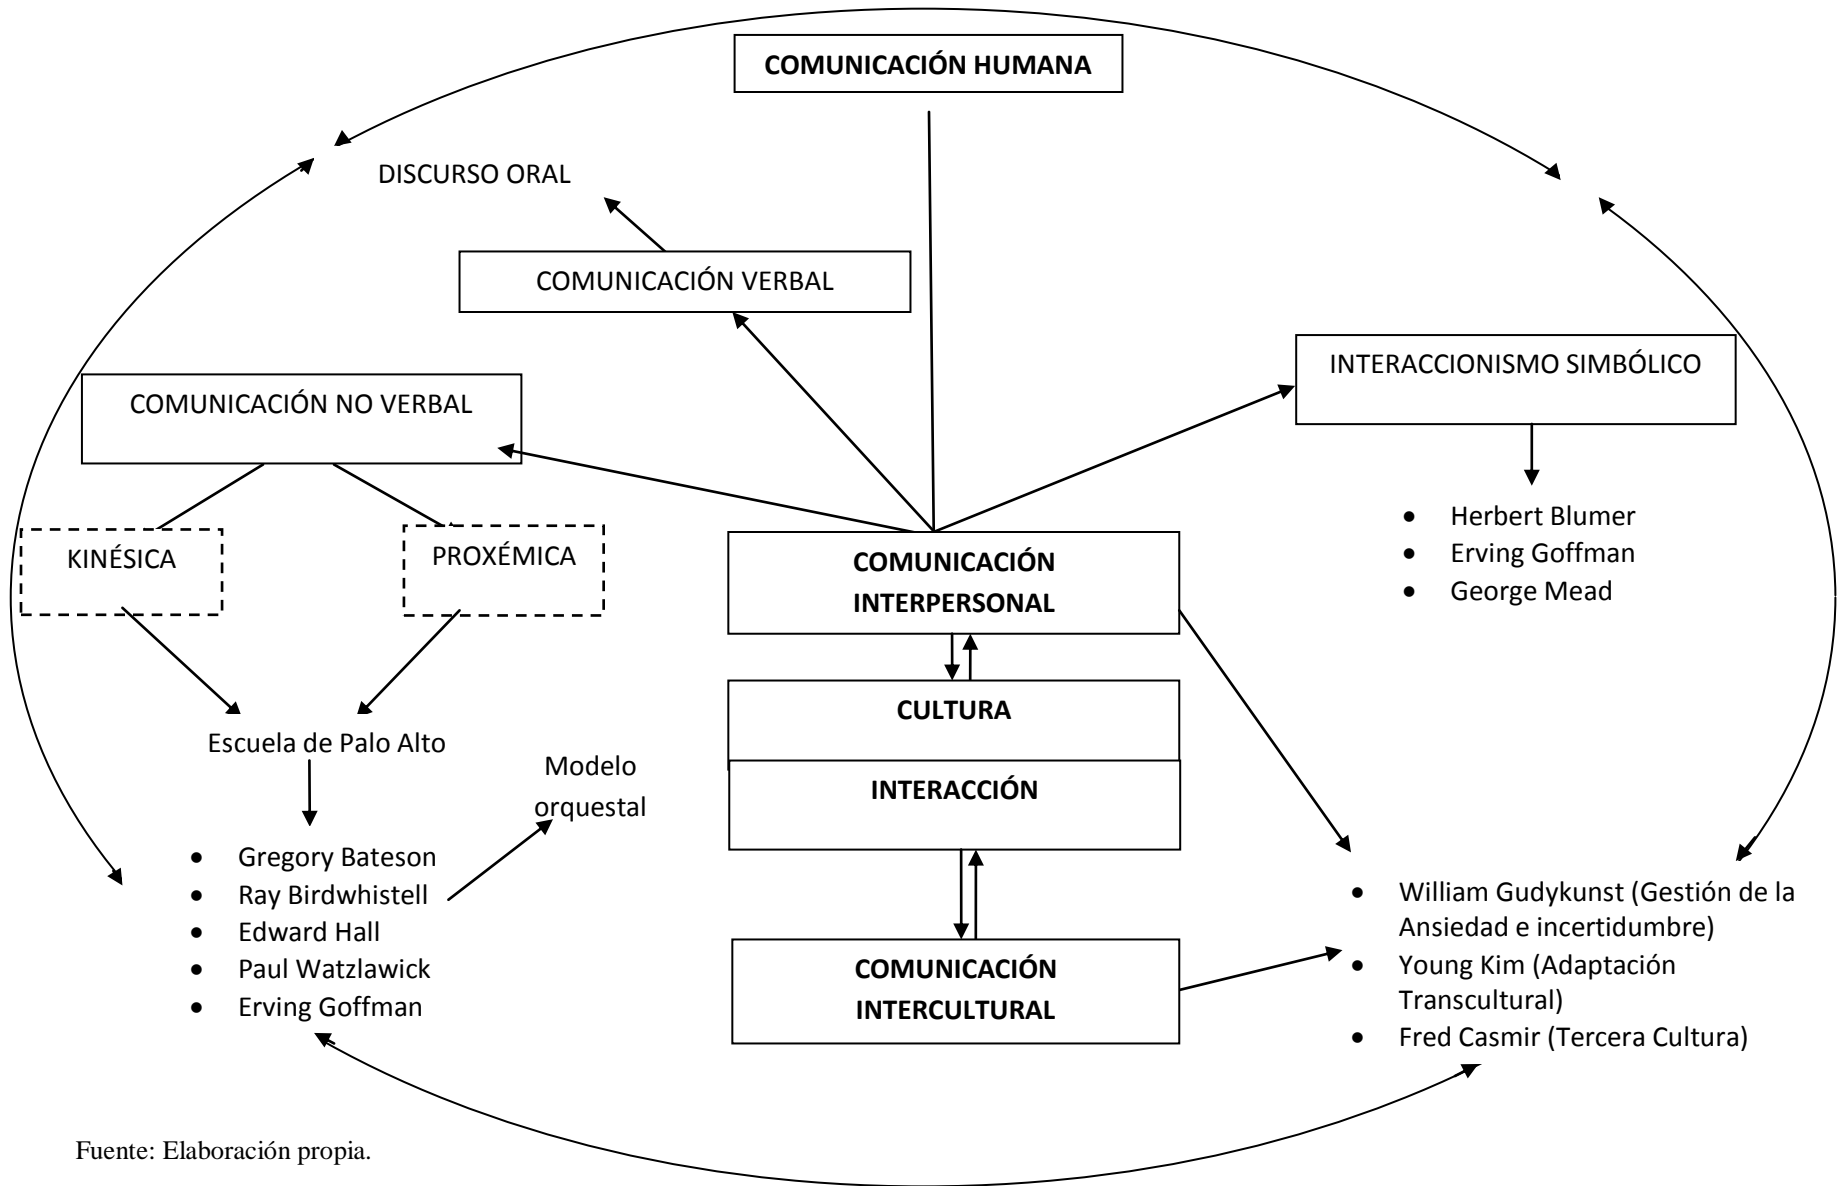 COMUNICACIÓN HUMANA
DISCURSO ORAL
COMUNICACIÓN VERBAL
INTERACCIONISMO SIMBÓLICO
COMUNICACIÓN NO VERBAL
• Herbert Blumer
• Erving Goffman
• George Mead
KINÉSICA
PROXÉMICA
COMUNICACIÓN
INTERPERSONAL
CULTURA
INTERACCIÓN
Escuela de Palo Alto
Modelo
orquestal
• Gregory Bateson
• Ray Birdwhistell
• Edward Hall
• Paul Watzlawick
• Erving Goffman
COMUNICACIÓN
INTERCULTURAL
• William Gudykunst (Gestión de la
Ansiedad e incertidumbre)
• Young Kim (Adaptación
Transcultural)
• Fred Casmir (Tercera Cultura)
Fuente: Elaboración propia.